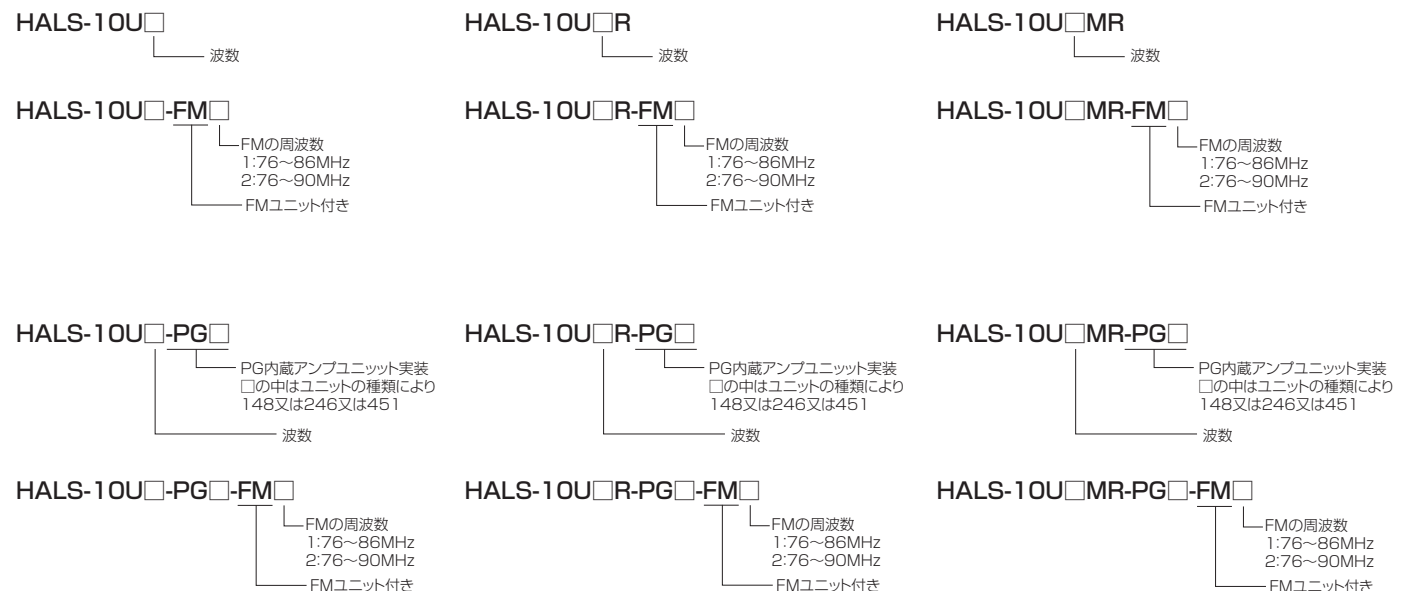 HALS-10U□
波数
HALS-10U□R
波数
HALS-10U□MR
波数
HALS-10U□-FM□
FMの周波数
1:76～86MHz
2:76～90MHz
FMユニット付き
HALS-10U□R-FM□
FMの周波数
1:76～86MHz
2:76～90MHz
FMユニット付き
HALS-10U□MR-FM□
FMの周波数
1:76～86MHz
2:76～90MHz
FMユニット付き
HALS-10U□-PG□
PG内蔵アンプユニッット実装
□の中はユニットの種類により
148又は246又は451
波数
HALS-10U□R-PG□
PG内蔵アンプユニッット実装
□の中はユニットの種類により
148又は246又は451
波数
HALS-10U□MR-PG□
PG内蔵アンプユニッット実装
□の中はユニットの種類により
148又は246又は451
波数
HALS-10U□-PG□-FM□
FMの周波数
1:76～86MHz
2:76～90MHz
FMユニット付き
HALS-10U□R-PG□-FM□
FMの周波数
1:76～86MHz
2:76～90MHz
FMユニット付き
HALS-10U□MR-PG□-FM□
FMの周波数
1:76～86MHz
2:76～90MHz
FMユニット付き